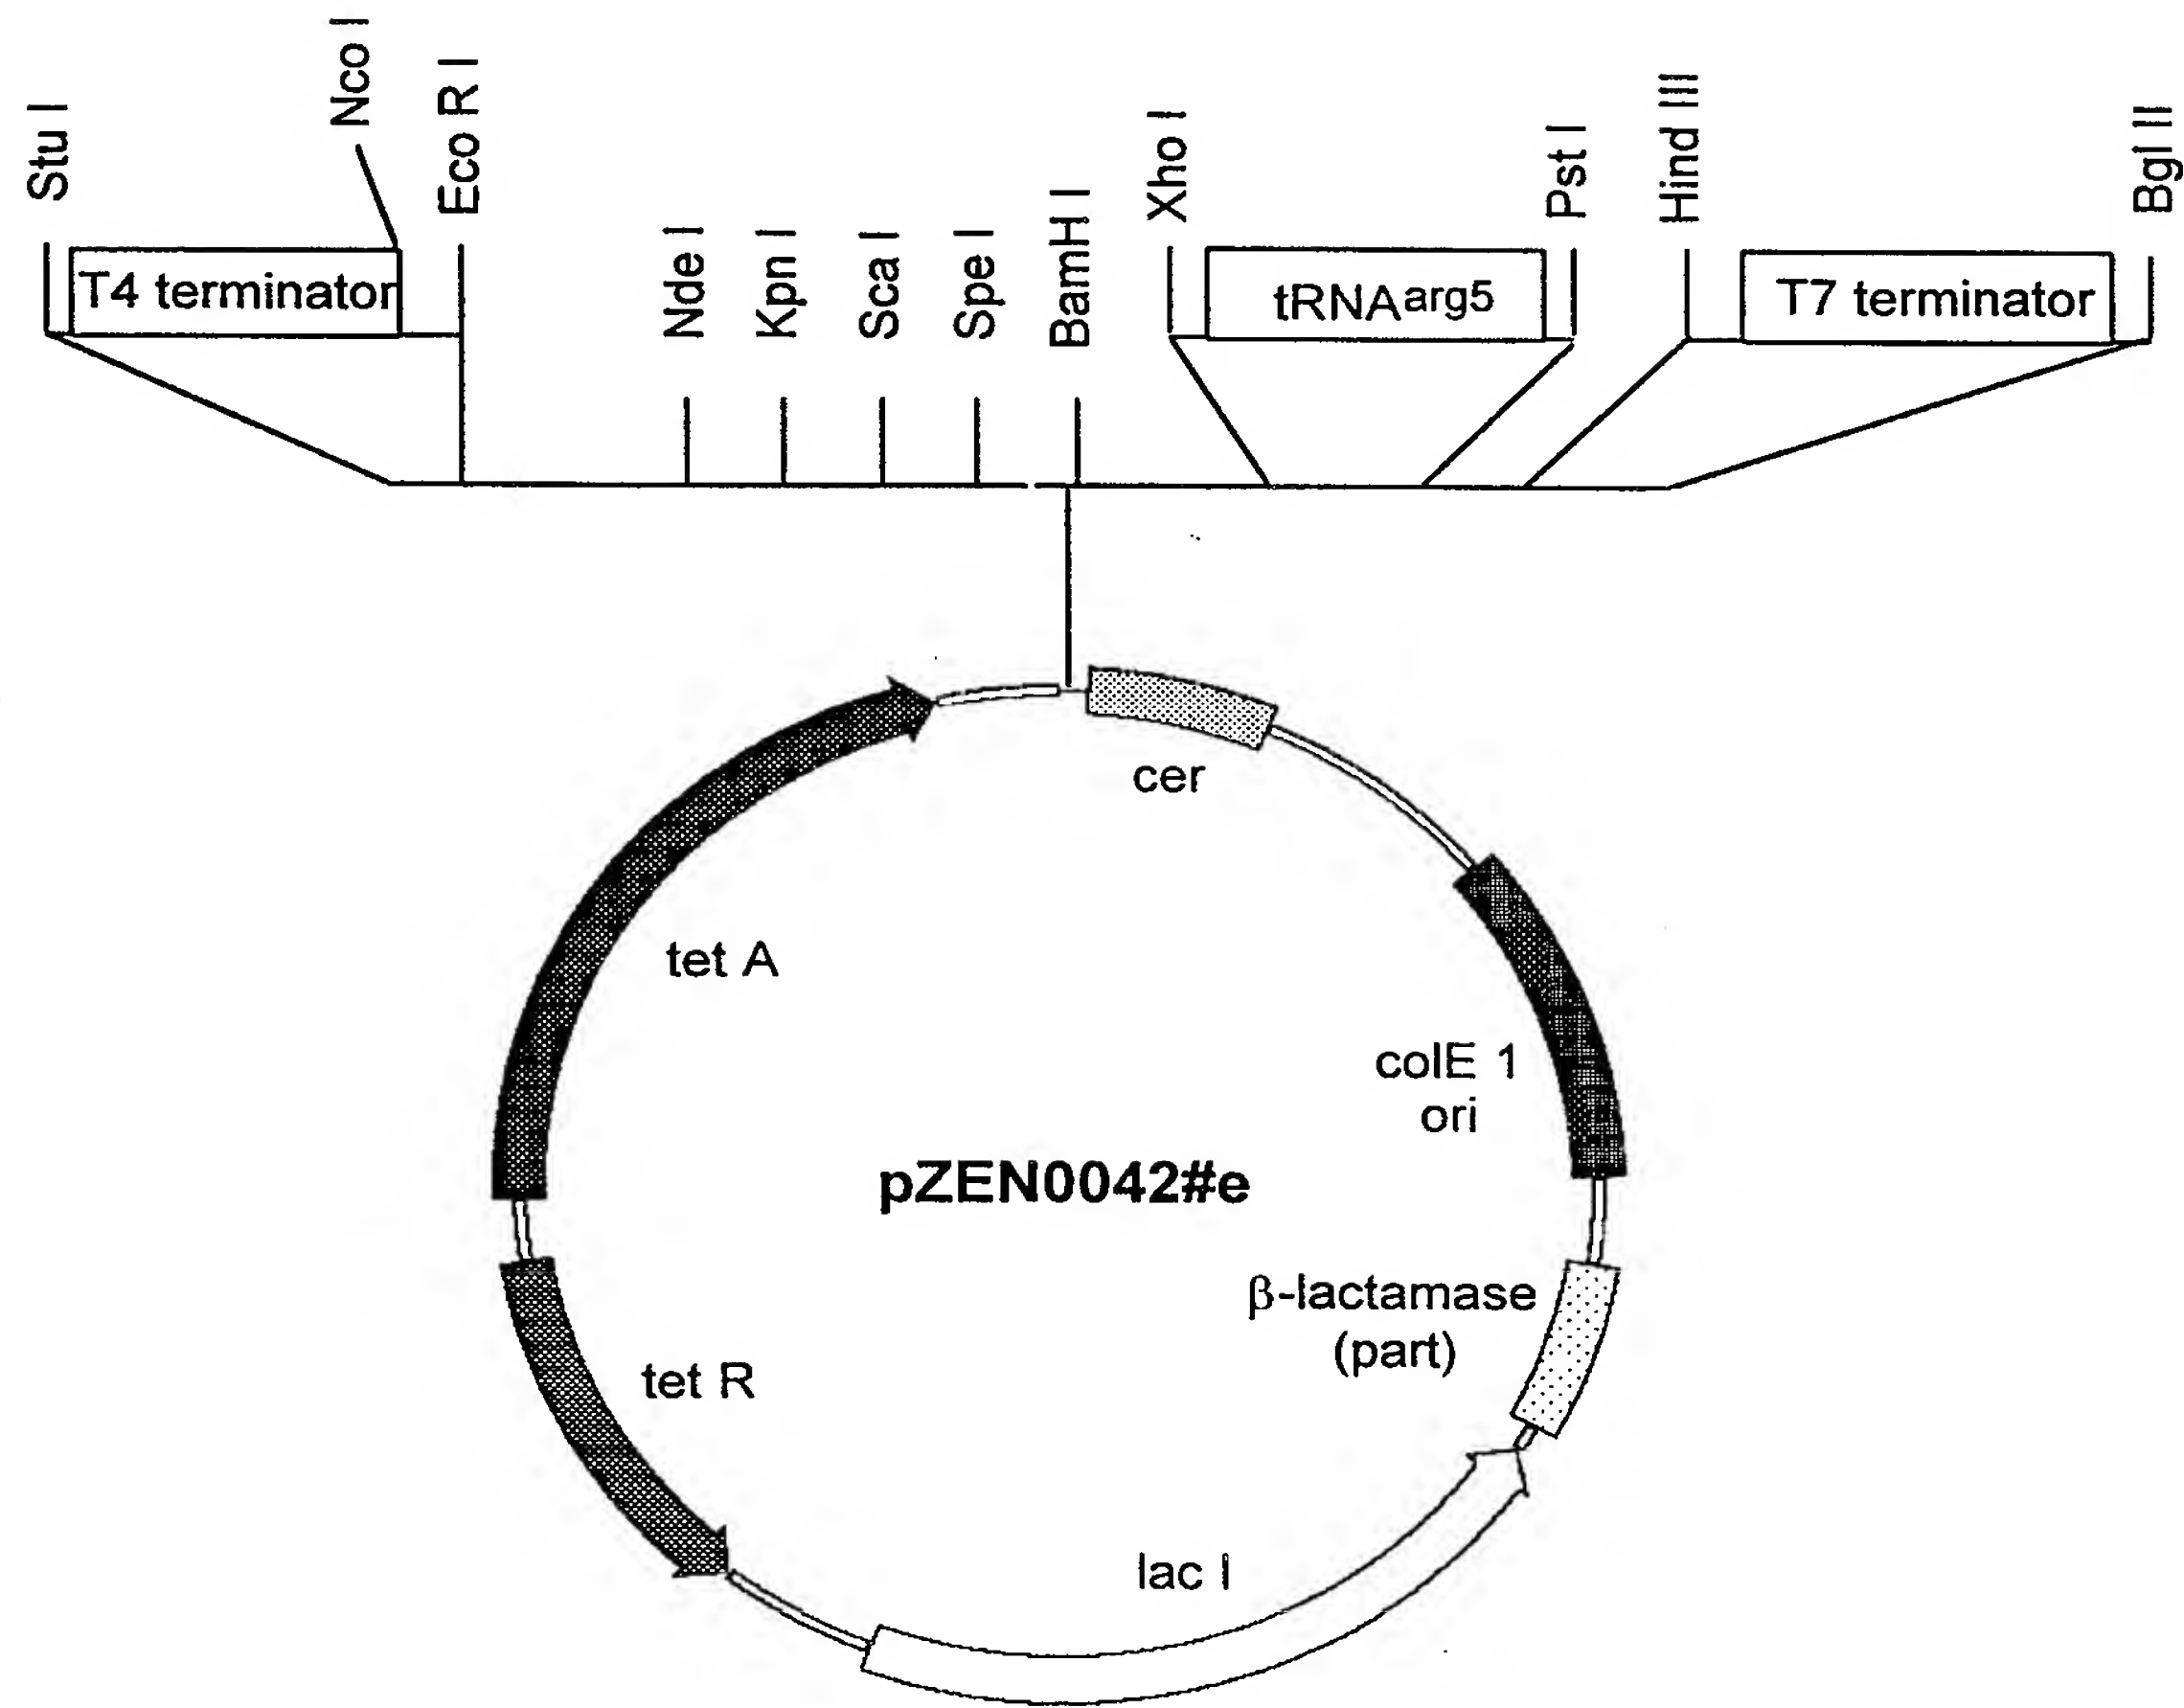 Stu I
Nco I
Eco R I
Nde I
Kpn I
Sca I
Spe I
BamH I
Xho I
Pst I
Hind III
Bgl II
T4 terminator
tRNAarg5
T7 terminator
cer
tet A
colE 1
ori
pZEN0042#e
β-lactamase
(part)
tet R
lac I